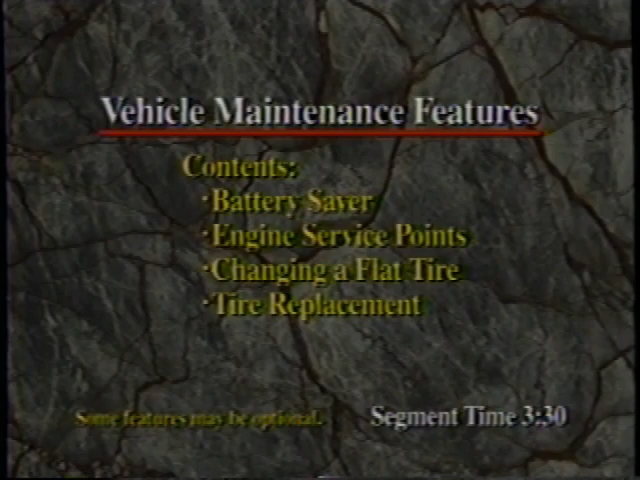 Vehicle Maintenance Features
Contents:
·Battery Saver
·Engine Service Points
·Changing a Flat Tire
·Tire Replacement
Some features may be optional.
Segment Time 3:30